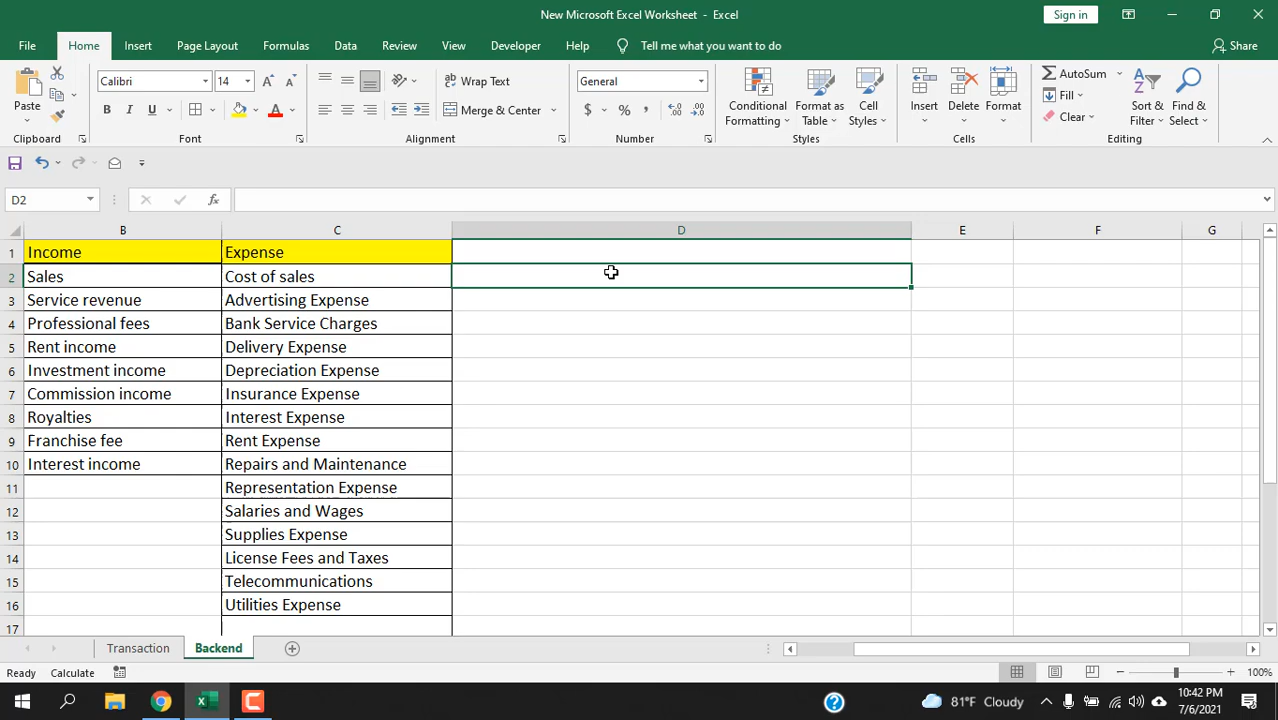 New Microsoft Excel Worksheet - Excel
Sign in
File Home Insert Page Layout Formulas Data Review View Developer Help Tell me what you want to do Share
Calibri 14 Wrap Text General AutoSum
Paste Merge & Center $ % , Conditional Formatting Format as Table Cell Styles Insert Delete Format Fill Clear Sort & Filter Find & Select
Clipboard Font Alignment Number Styles Cells Editing
D2 fx
B C D E F G
1 Income Expense
2 Sales Cost of sales
3 Service revenue Advertising Expense
4 Professional fees Bank Service Charges
5 Rent income Delivery Expense
6 Investment income Depreciation Expense
7 Commission income Insurance Expense
8 Royalties Interest Expense
9 Franchise fee Rent Expense
10 Interest income Repairs and Maintenance
11 Representation Expense
12 Salaries and Wages
13 Supplies Expense
14 License Fees and Taxes
15 Telecommunications
16 Utilities Expense
17
Transaction Backend
Ready Calculate 100%
81°F Cloudy 10:42 PM
7/6/2021